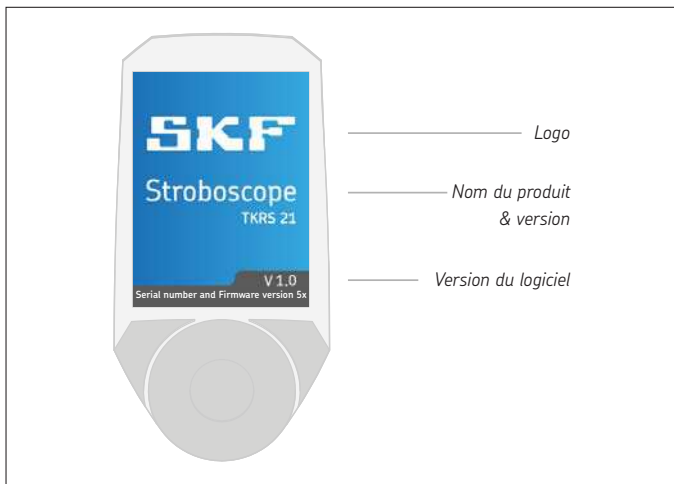 SKF
Logo
Stroboscope
TKRS 21
Nom du produit
& version
V 1.0
Version du logiciel
Serial number and Firmware version 5x